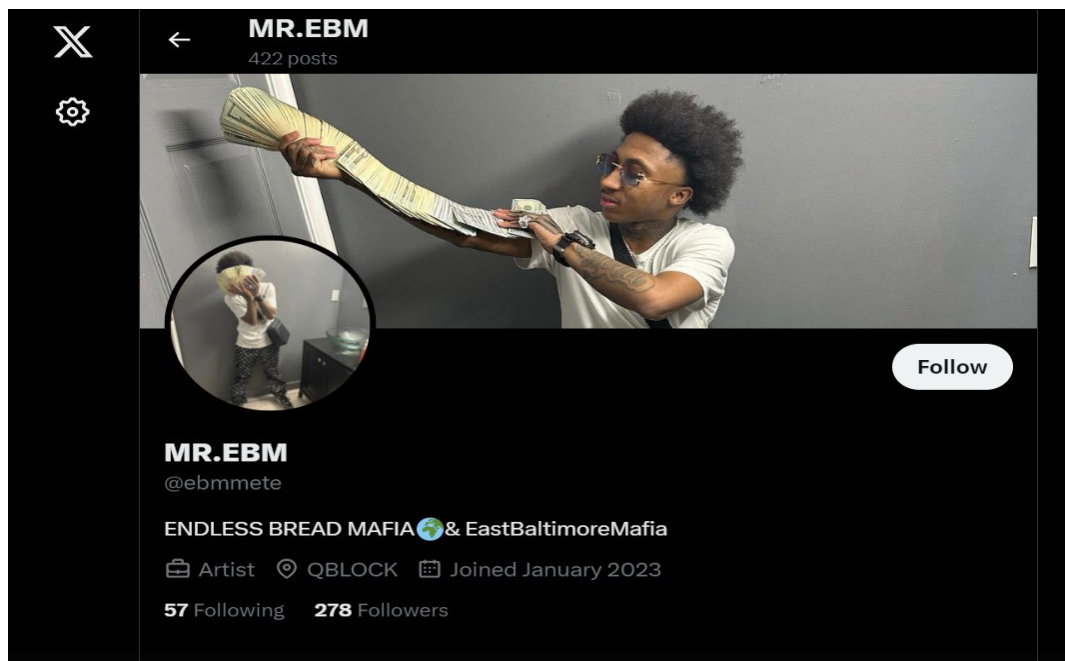 MR.EBM
422 posts
Follow
MR.EBM
@ebmmete
ENDLESS BREAD MAFIA🌍& EastBaltimoreMafia
Artist QBLOCK Joined January 2023
57 Following 278 Followers